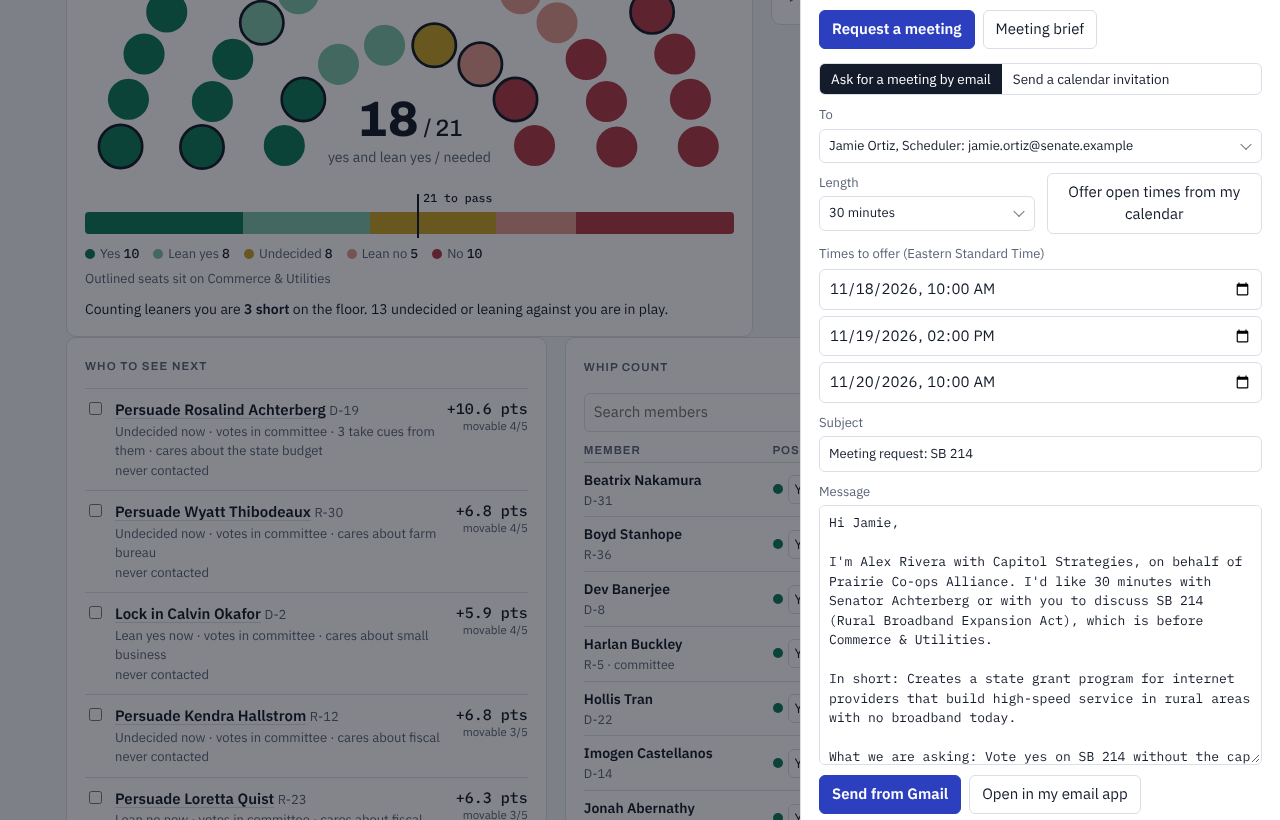 18 / 21
yes and lean yes / needed
21 to pass
Yes 10 Lean yes 8 Undecided 8 Lean no 5 No 10
Outlined seats sit on Commerce & Utilities
Counting leaners you are 3 short on the floor. 13 undecided or leaning against you are in play.
WHO TO SEE NEXT
Persuade Rosalind Achterberg D-19 +10.6 pts
movable 4/5
Undecided now · votes in committee · 3 take cues from
them · cares about the state budget
never contacted
Persuade Wyatt Thibodeaux R-30 +6.8 pts
movable 4/5
Undecided now · votes in committee · cares about farm
bureau
never contacted
Lock in Calvin Okafor D-2 +5.9 pts
movable 4/5
Lean yes now · votes in committee · cares about small
business
never contacted
Persuade Kendra Hallstrom R-12 +6.8 pts
movable 3/5
Undecided now · votes in committee · cares about fiscal
never contacted
Persuade Loretta Quist R-23 +6.3 pts
movable 3/5
Lean no now · votes in committee · cares about fiscal
WHIP COUNT
Search members
MEMBER POS
Beatrix Nakamura
D-31
Boyd Stanhope
R-36
Dev Banerjee
D-8
Harlan Buckley
R-5 · committee
Hollis Tran
D-22
Imogen Castellanos
D-14
Jonah Abernathy
Request a meeting
Meeting brief
Ask for a meeting by email
Send a calendar invitation
To
Jamie Ortiz, Scheduler: jamie.ortiz@senate.example
Length
30 minutes
Offer open times from my
calendar
Times to offer (Eastern Standard Time)
11/18/2026, 10:00 AM
11/19/2026, 02:00 PM
11/20/2026, 10:00 AM
Subject
Meeting request: SB 214
Message
Hi Jamie,
I'm Alex Rivera with Capitol Strategies, on behalf of
Prairie Co-ops Alliance. I'd like 30 minutes with
Senator Achterberg or with you to discuss SB 214
(Rural Broadband Expansion Act), which is before
Commerce & Utilities.
In short: Creates a state grant program for internet
providers that build high-speed service in rural areas
with no broadband today.
What we are asking: Vote yes on SB 214 without the cap
Send from Gmail
Open in my email app